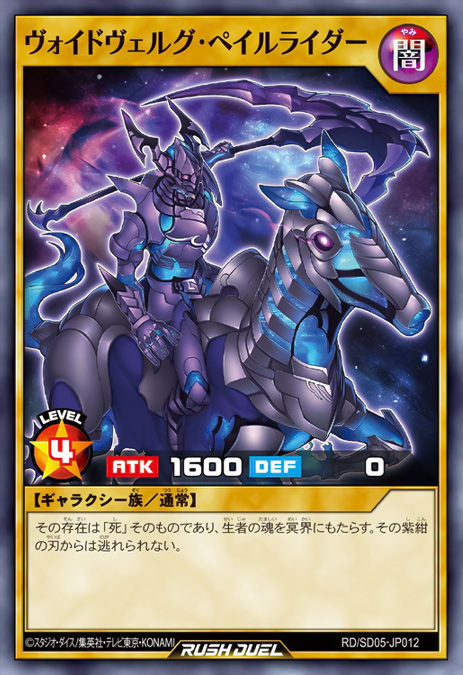 ヴォイドヴェルグ・ペイルライダー
やみ
闇
LEVEL
4
ATK 1600 DEF 0
【ギャラクシー族／通常】
その存在は「死」そのものであり、生者の魂を冥界にもたらす。その紫紺
の刃からは逃れられない。
©スタジオ・ダイス/集英社・テレビ東京・KONAMI
RUSH DUEL
RD/SD05-JP012